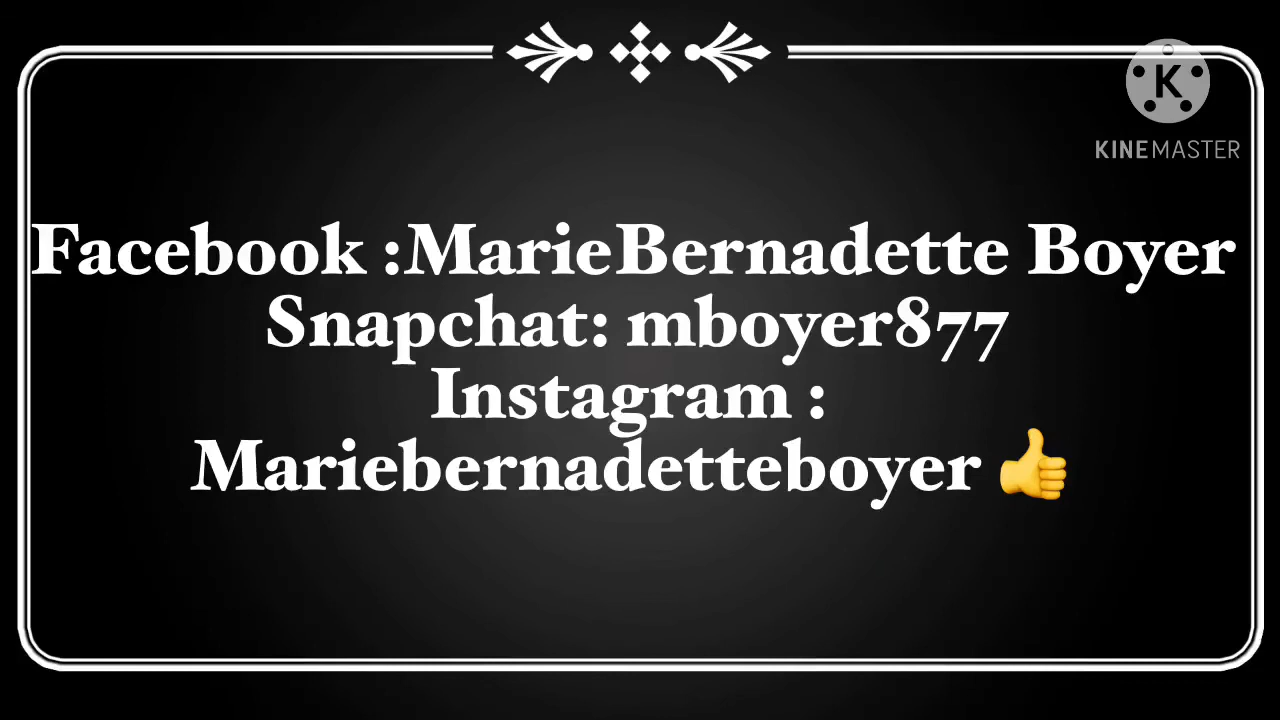 K
KINEMASTER
Facebook :MarieBernadette Boyer
Snapchat: mboyer877
Instagram :
Mariebernadetteboyer 👍